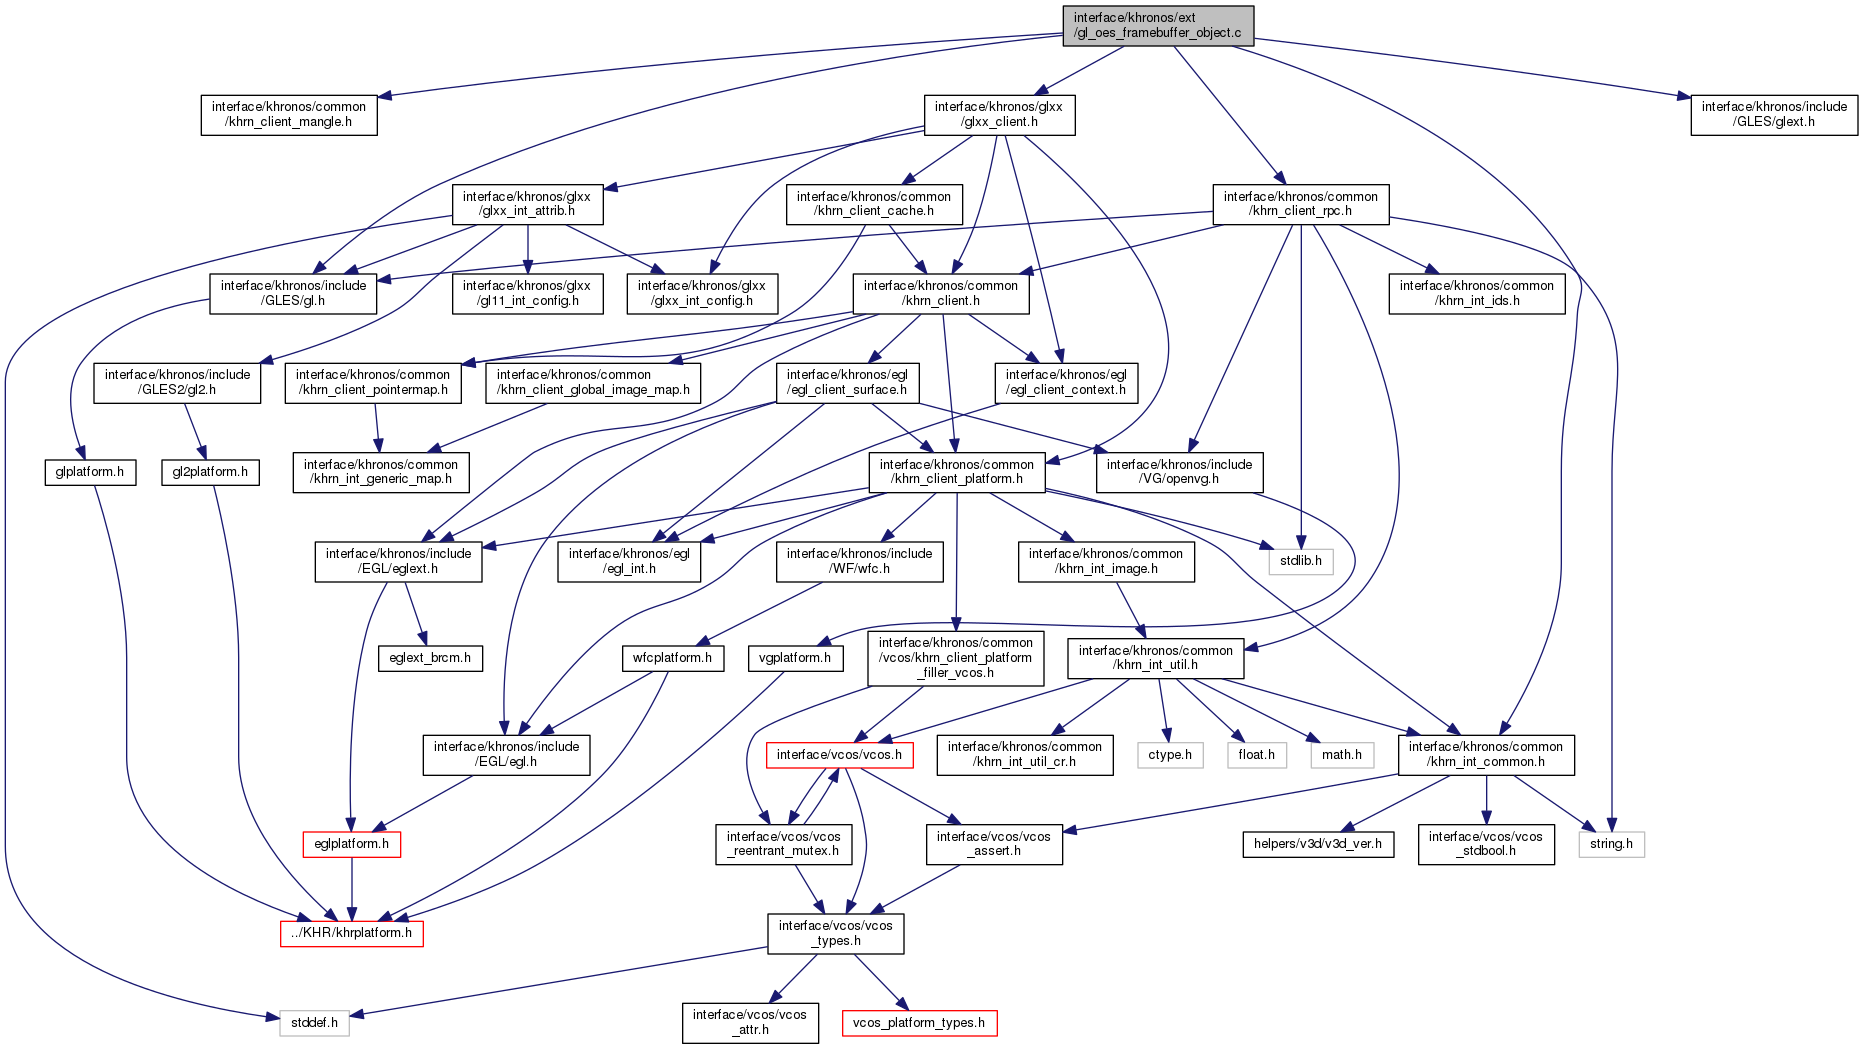 interface/khronos/ext
/gl_oes_framebuffer_object.c
interface/khronos/common
/khrn_client_mangle.h
interface/khronos/glxx
/glxx_client.h
interface/khronos/include
/GLES/glext.h
interface/khronos/glxx
/glxx_int_attrib.h
interface/khronos/common
/khrn_client_cache.h
interface/khronos/common
/khrn_client_rpc.h
interface/khronos/include
/GLES/gl.h
interface/khronos/glxx
/gl11_int_config.h
interface/khronos/glxx
/glxx_int_config.h
interface/khronos/common
/khrn_client.h
interface/khronos/common
/khrn_int_ids.h
interface/khronos/include
/GLES2/gl2.h
interface/khronos/common
/khrn_client_pointermap.h
interface/khronos/common
/khrn_client_global_image_map.h
interface/khronos/egl
/egl_client_surface.h
interface/khronos/egl
/egl_client_context.h
glplatform.h
gl2platform.h
interface/khronos/common
/khrn_int_generic_map.h
interface/khronos/common
/khrn_client_platform.h
interface/khronos/include
/VG/openvg.h
interface/khronos/include
/EGL/eglext.h
interface/khronos/egl
/egl_int.h
interface/khronos/include
/WF/wfc.h
interface/khronos/common
/khrn_int_image.h
stdlib.h
eglext_brcm.h
wfcplatform.h
vgplatform.h
interface/khronos/common
/vcos/khrn_client_platform
_filler_vcos.h
interface/khronos/common
/khrn_int_util.h
interface/khronos/include
/EGL/egl.h
interface/vcos/vcos.h
interface/khronos/common
/khrn_int_util_cr.h
ctype.h
float.h
math.h
interface/khronos/common
/khrn_int_common.h
eglplatform.h
interface/vcos/vcos
_reentrant_mutex.h
interface/vcos/vcos
_assert.h
helpers/v3d/v3d_ver.h
interface/vcos/vcos
_stdbool.h
string.h
../KHR/khrplatform.h
interface/vcos/vcos
_types.h
stddef.h
interface/vcos/vcos
_attr.h
vcos_platform_types.h